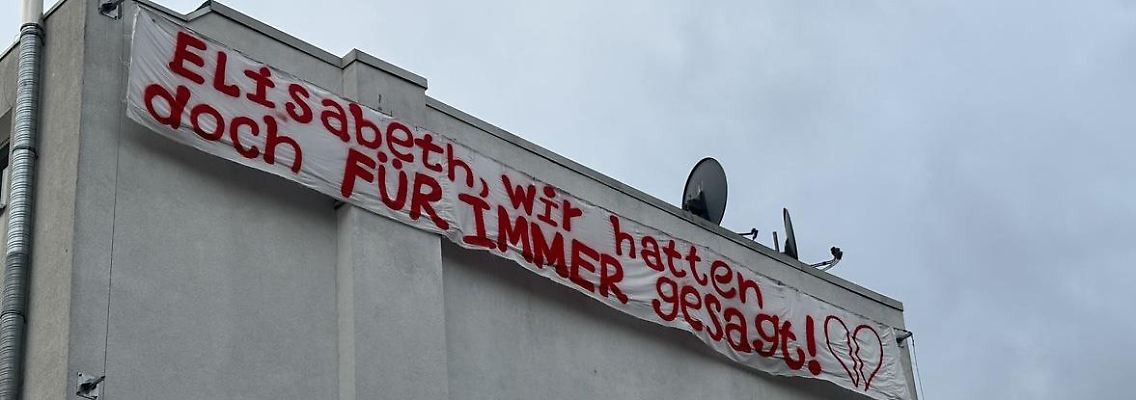 ELisabeth, wir hatten
doch FÜR IMMER gesagt!